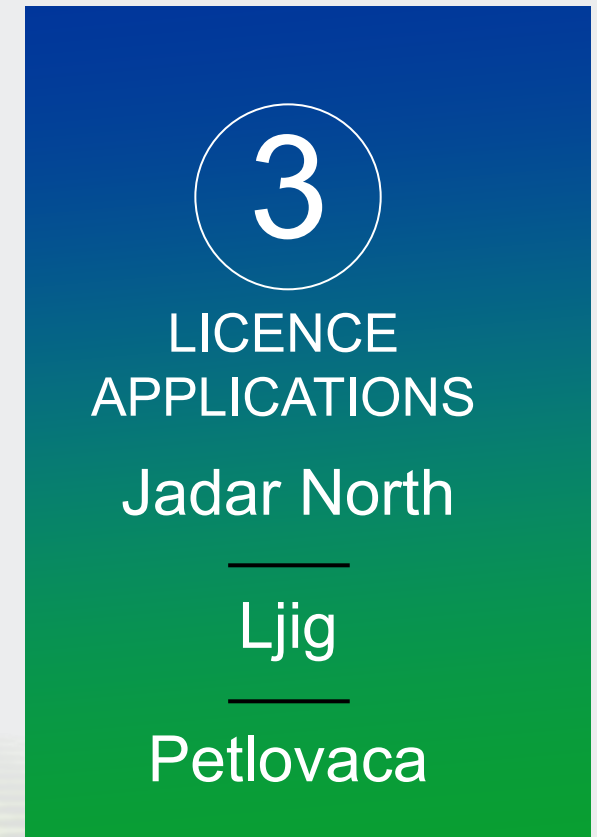 3
LICENCE
APPLICATIONS
Jadar North
Ljig
Petlovaca